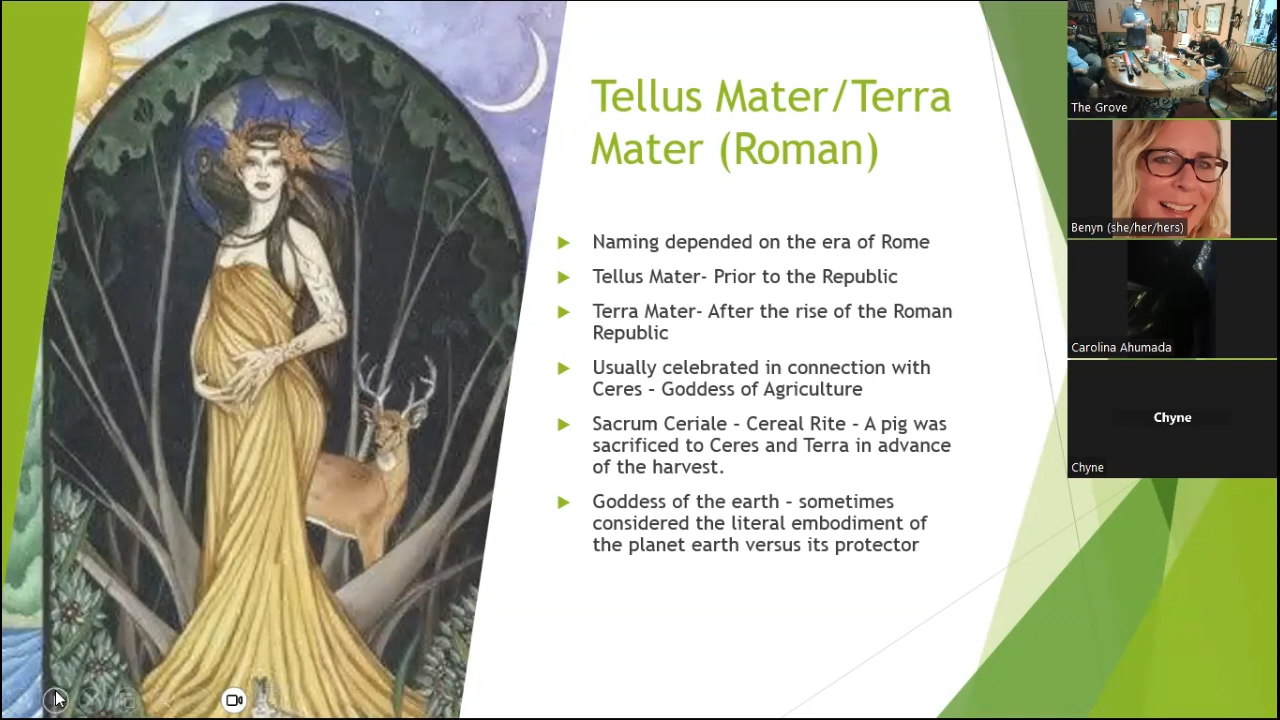 Tellus Mater/Terra
Mater (Roman)
Naming depended on the era of Rome
Tellus Mater- Prior to the Republic
Terra Mater- After the rise of the Roman
Republic
Usually celebrated in connection with
Ceres – Goddess of Agriculture
Sacrum Ceriale – Cereal Rite – A pig was
sacrificed to Ceres and Terra in advance
of the harvest.
Goddess of the earth – sometimes
considered the literal embodiment of
the planet earth versus its protector
The Grove
Benyn (she/her/hers)
Carolina Ahumada
Chyne
Chyne